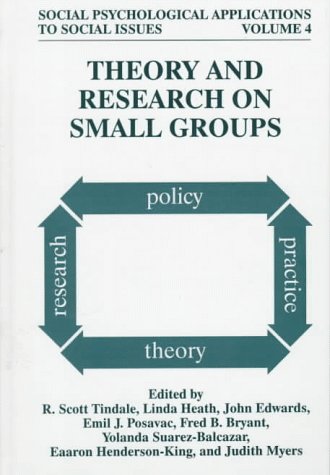 SOCIAL PSYCHOLOGICAL APPLICATIONS
TO SOCIAL ISSUES VOLUME 4
THEORY AND
RESEARCH ON
SMALL GROUPS
policy
research
practice
theory
Edited by
R. Scott Tindale, Linda Heath, John Edwards,
Emil J. Posavac, Fred B. Bryant,
Yolanda Suarez-Balcazar,
Eaaron Henderson-King, and Judith Myers